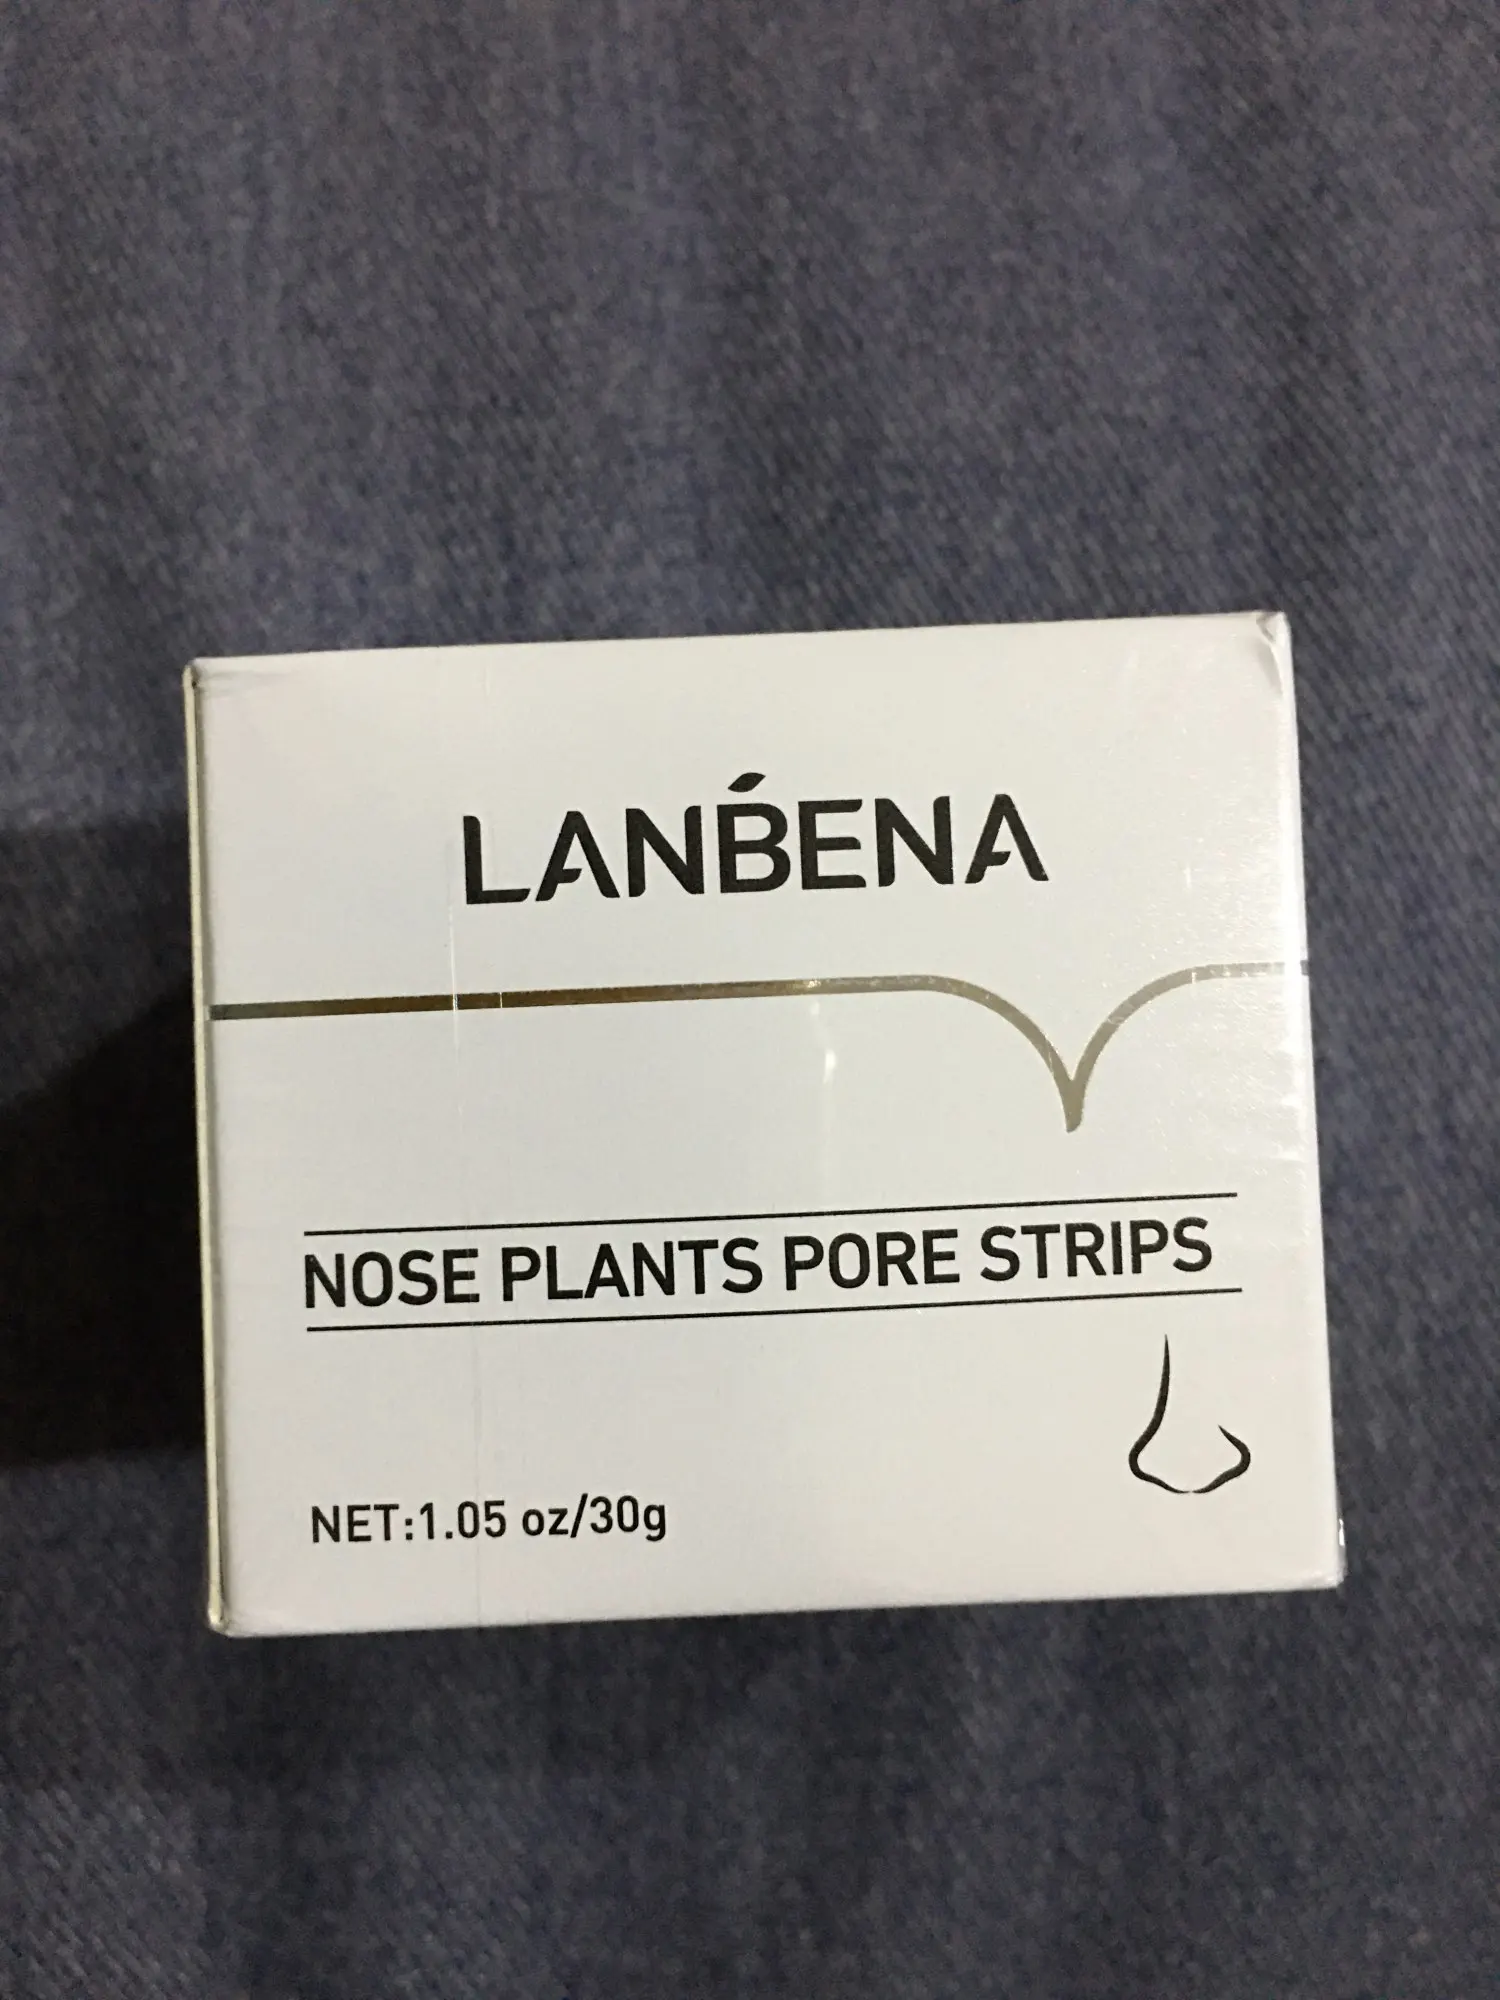 LANBENA
NOSE PLANTS PORE STRIPS
NET:1.05 oz/30g